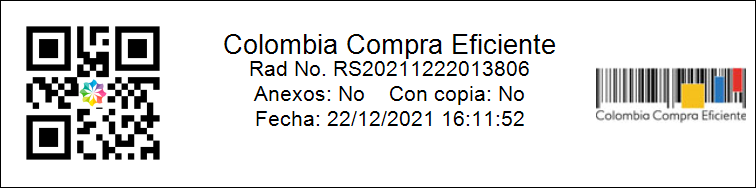 Colombia Compra Eficiente
Rad No. RS20211222013806
Anexos: No    Con copia: No
Fecha: 22/12/2021 16:11:52
Colombia Compra Eficiente